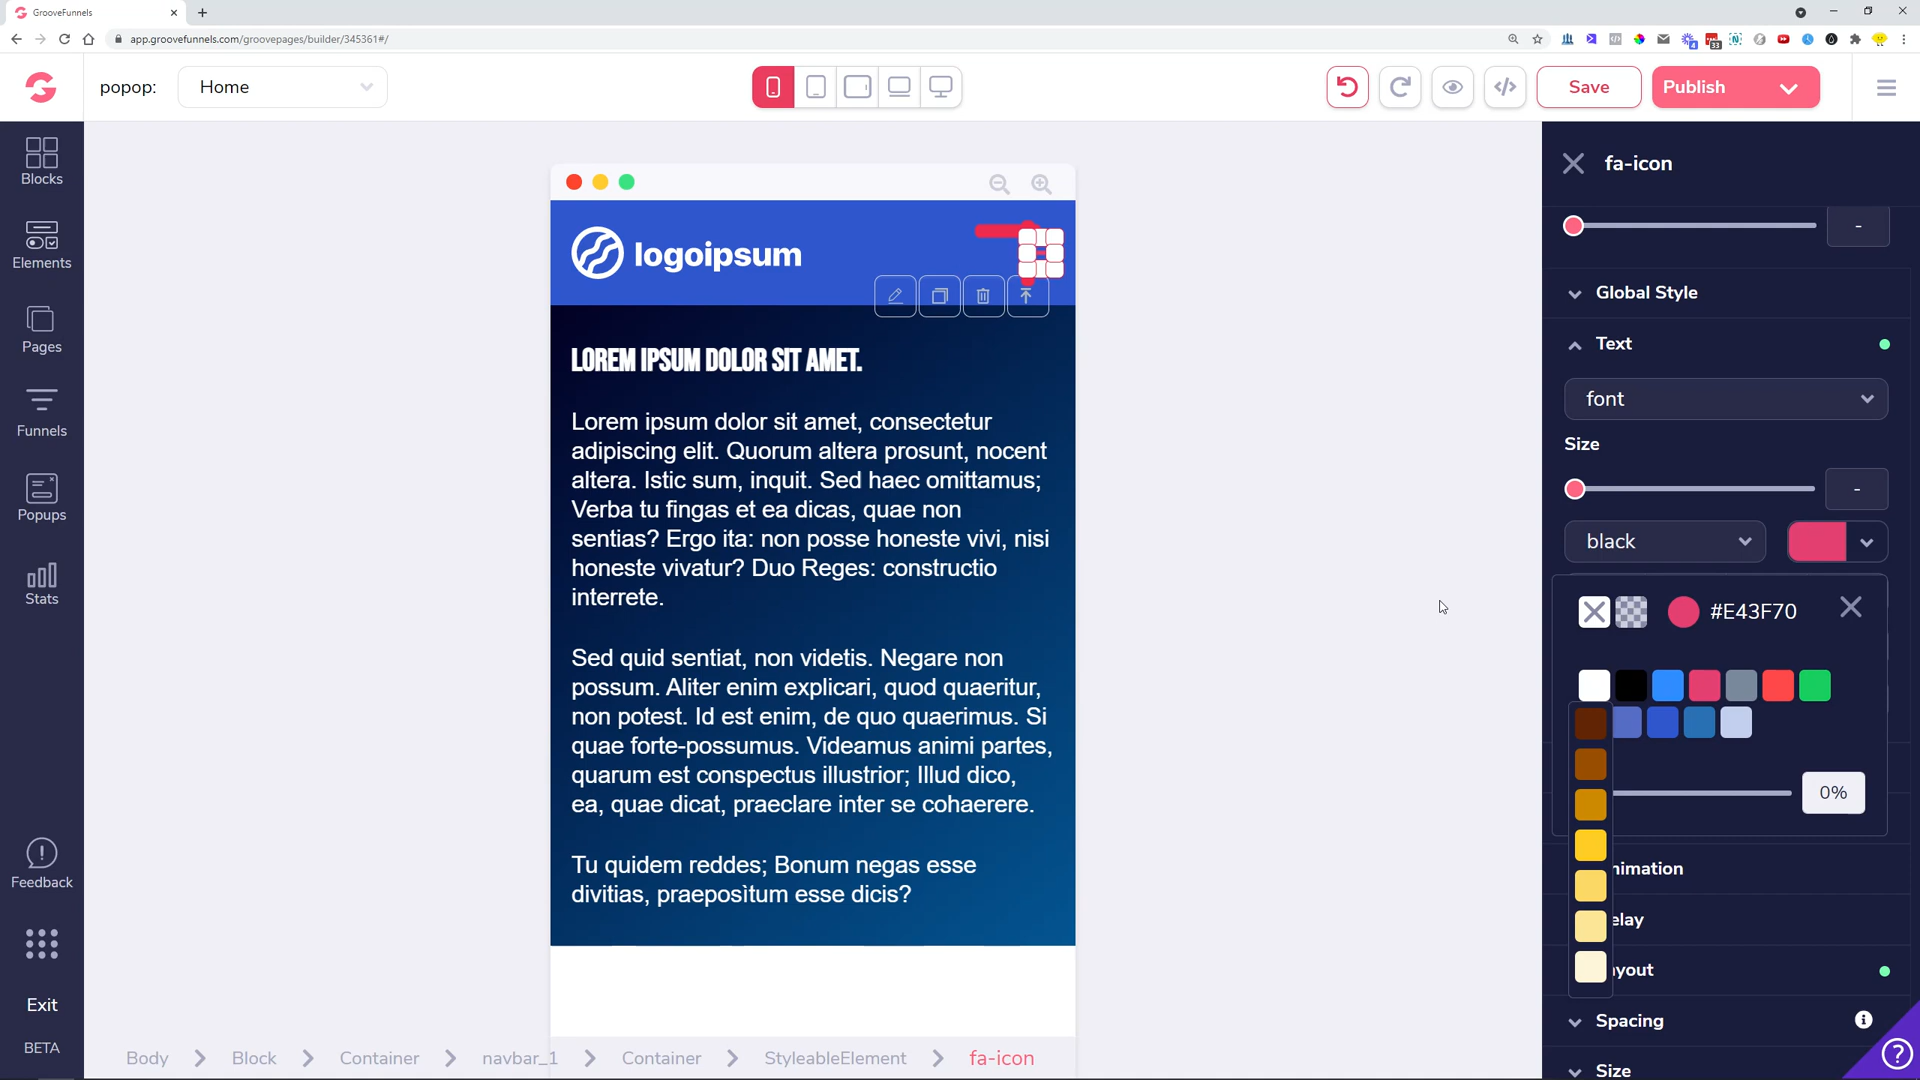 GrooveFunnels
app.groovefunnels.com/groovepages/builder/345361#/
4
33
popop:
Home
Save
Publish
Blocks
Elements
Pages
Funnels
Popups
Stats
Feedback
Exit
BETA
logoipsum
LOREM IPSUM DOLOR SIT AMET.
Lorem ipsum dolor sit amet, consectetur
adipiscing elit. Quorum altera prosunt, nocent
altera. Istic sum, inquit. Sed haec omittamus;
Verba tu fingas et ea dicas, quae non
sentias? Ergo ita: non posse honeste vivi, nisi
honeste vivatur? Duo Reges: constructio
interrete.
Sed quid sentiat, non videtis. Negare non
possum. Aliter enim explicari, quod quaeritur,
non potest. Id est enim, de quo quaerimus. Si
quae forte-possumus. Videamus animi partes,
quarum est conspectus illustrior; Illud dico,
ea, quae dicat, praeclare inter se cohaerere.
Tu quidem reddes; Bonum negas esse
divitias, praeposìtum esse dicis?
Body
Block
Container
navbar_1
Container
StyleableElement
fa-icon
fa-icon
-
Global Style
Text
font
Size
-
black
#E43F70
0%
nimation
elay
yout
Spacing
Size